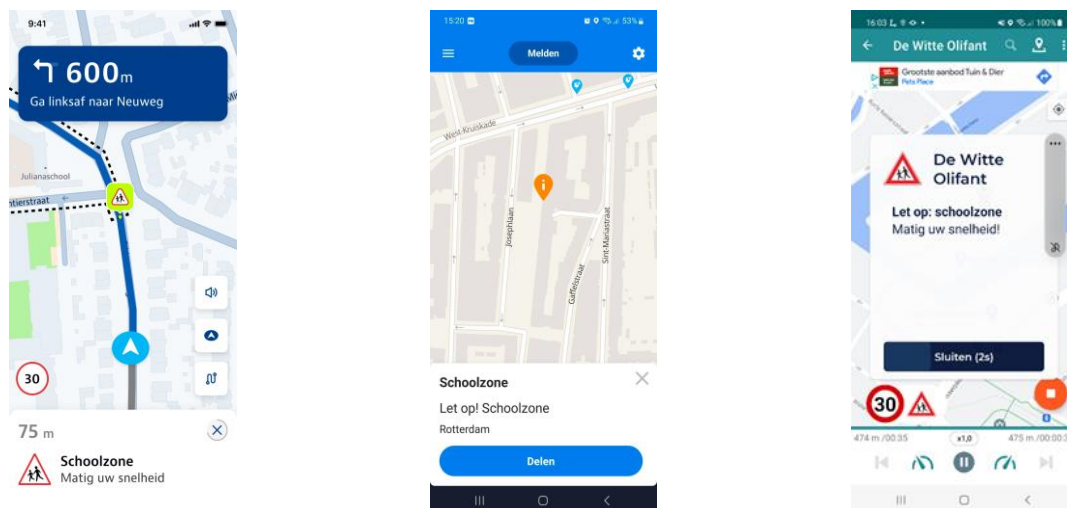 9:41
600m
Ga linksaf naar Neuweg
Julianaschool
30
75 m
Schoolzone
Matig uw snelheid
15:20
53%
Melden
West-Kruiskade
Josephlaan
Gaffelstraat
Sint-Mariastraat
Schoolzone
Let op! Schoolzone
Rotterdam
Delen
16:03
100%
De Witte Olifant
Grootste aanbod Tuin & Dier
Pets Place
De Witte
Olifant
Let op: schoolzone
Matig uw snelheid!
Sluiten (2s)
30
474 m /00:35
x1,0
475 m /00:00:3